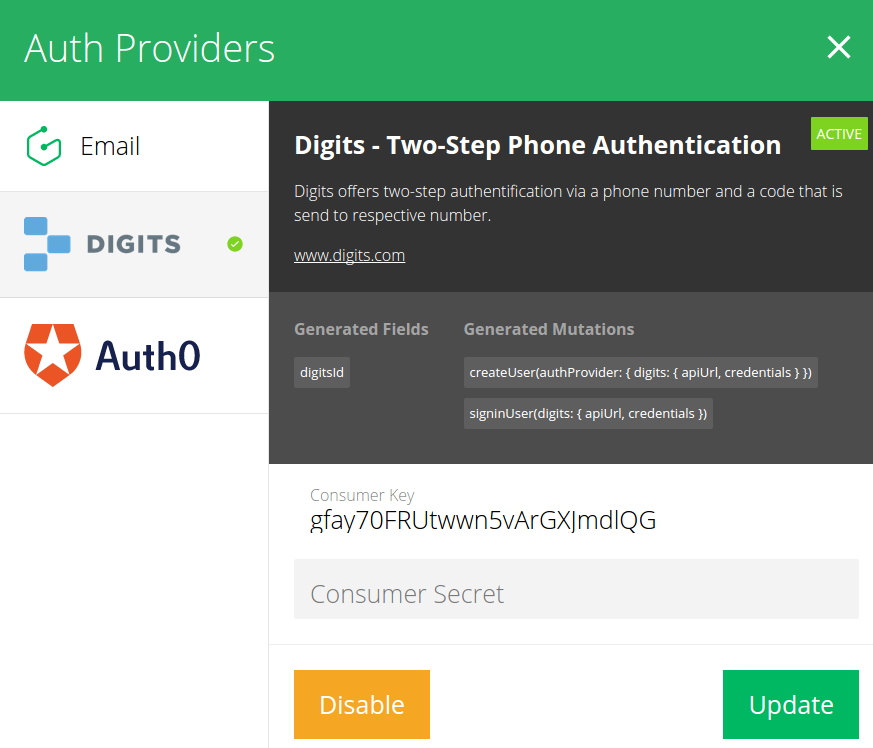 Auth Providers
Email
DIGITS
Auth0
Digits - Two-Step Phone Authentication
ACTIVE
Digits offers two-step authentification via a phone number and a code that is
send to respective number.
www.digits.com
Generated Fields
Generated Mutations
digitsId
createUser(authProvider: { digits: { apiUrl, credentials } })
signinUser(digits: { apiUrl, credentials })
Consumer Key
gfay70FRUtwwn5vArGXJmdlQG
Consumer Secret
Disable
Update